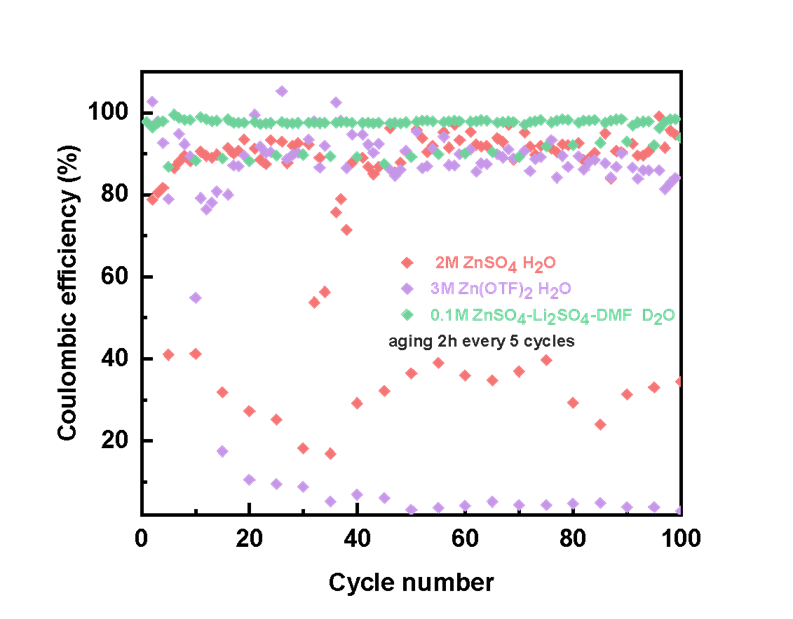 100
80
60
40
20
Coulombic efficiency (%)
2M ZnSO₄ H₂O
3M Zn(OTF)₂ H₂O
0.1M ZnSO₄-Li₂SO₄-DMF D₂O
aging 2h every 5 cycles
0 20 40 60 80 100
Cycle number